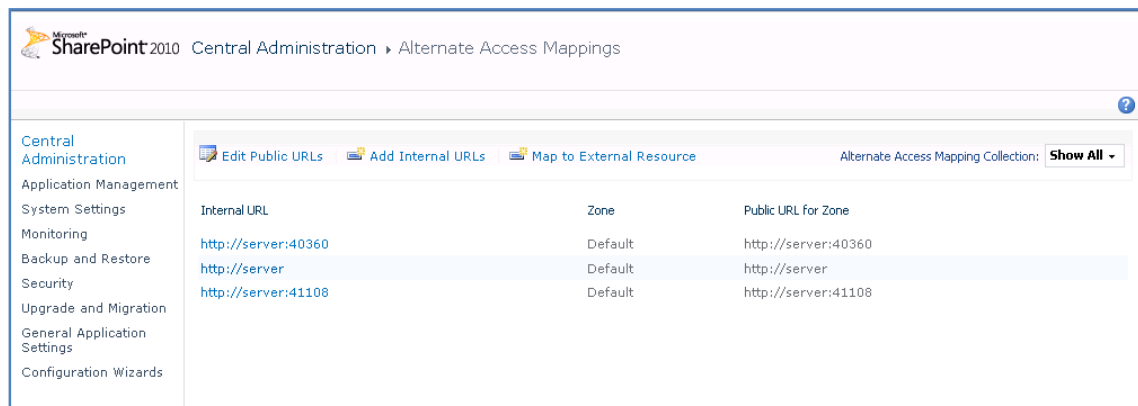 Microsoft SharePoint 2010 Central Administration ▸ Alternate Access Mappings
Central Administration
Application Management
System Settings
Monitoring
Backup and Restore
Security
Upgrade and Migration
General Application Settings
Configuration Wizards
Edit Public URLs Add Internal URLs Map to External Resource Alternate Access Mapping Collection: Show All
Internal URL Zone Public URL for Zone
http://server:40360 Default http://server:40360
http://server Default http://server
http://server:41108 Default http://server:41108